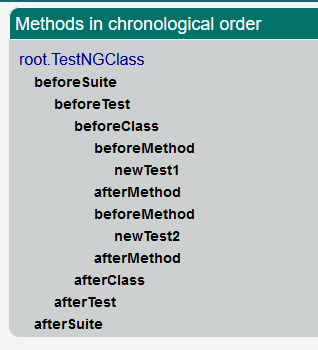 Methods in chronological order
root.TestNGClass
beforeSuite
beforeTest
beforeClass
beforeMethod
newTest1
afterMethod
beforeMethod
newTest2
afterMethod
afterClass
afterTest
afterSuite